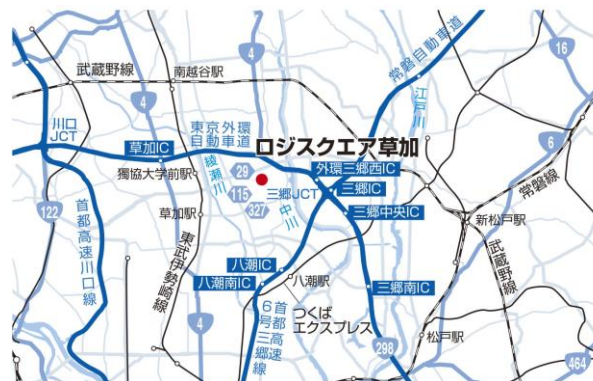 武蔵野線
南越谷駅
4
4
16
常磐自動車道
江戸川
川口
JCT
草加IC
東京外環
自動車道
綾瀬川
ロジスクエア草加
外環三郷西IC
6
獨協大学前駅
29
115
327
三郷JCT
三郷IC
中川
三郷中央IC
常磐線
新松戸駅
122
首都高速川口線
草加駅
東武伊勢崎線
八潮IC
八潮南IC
八潮駅
三郷南IC
武蔵野線
4
首都高速
6号三郷線
つくば
エクスプレス
298
松戸駅
464